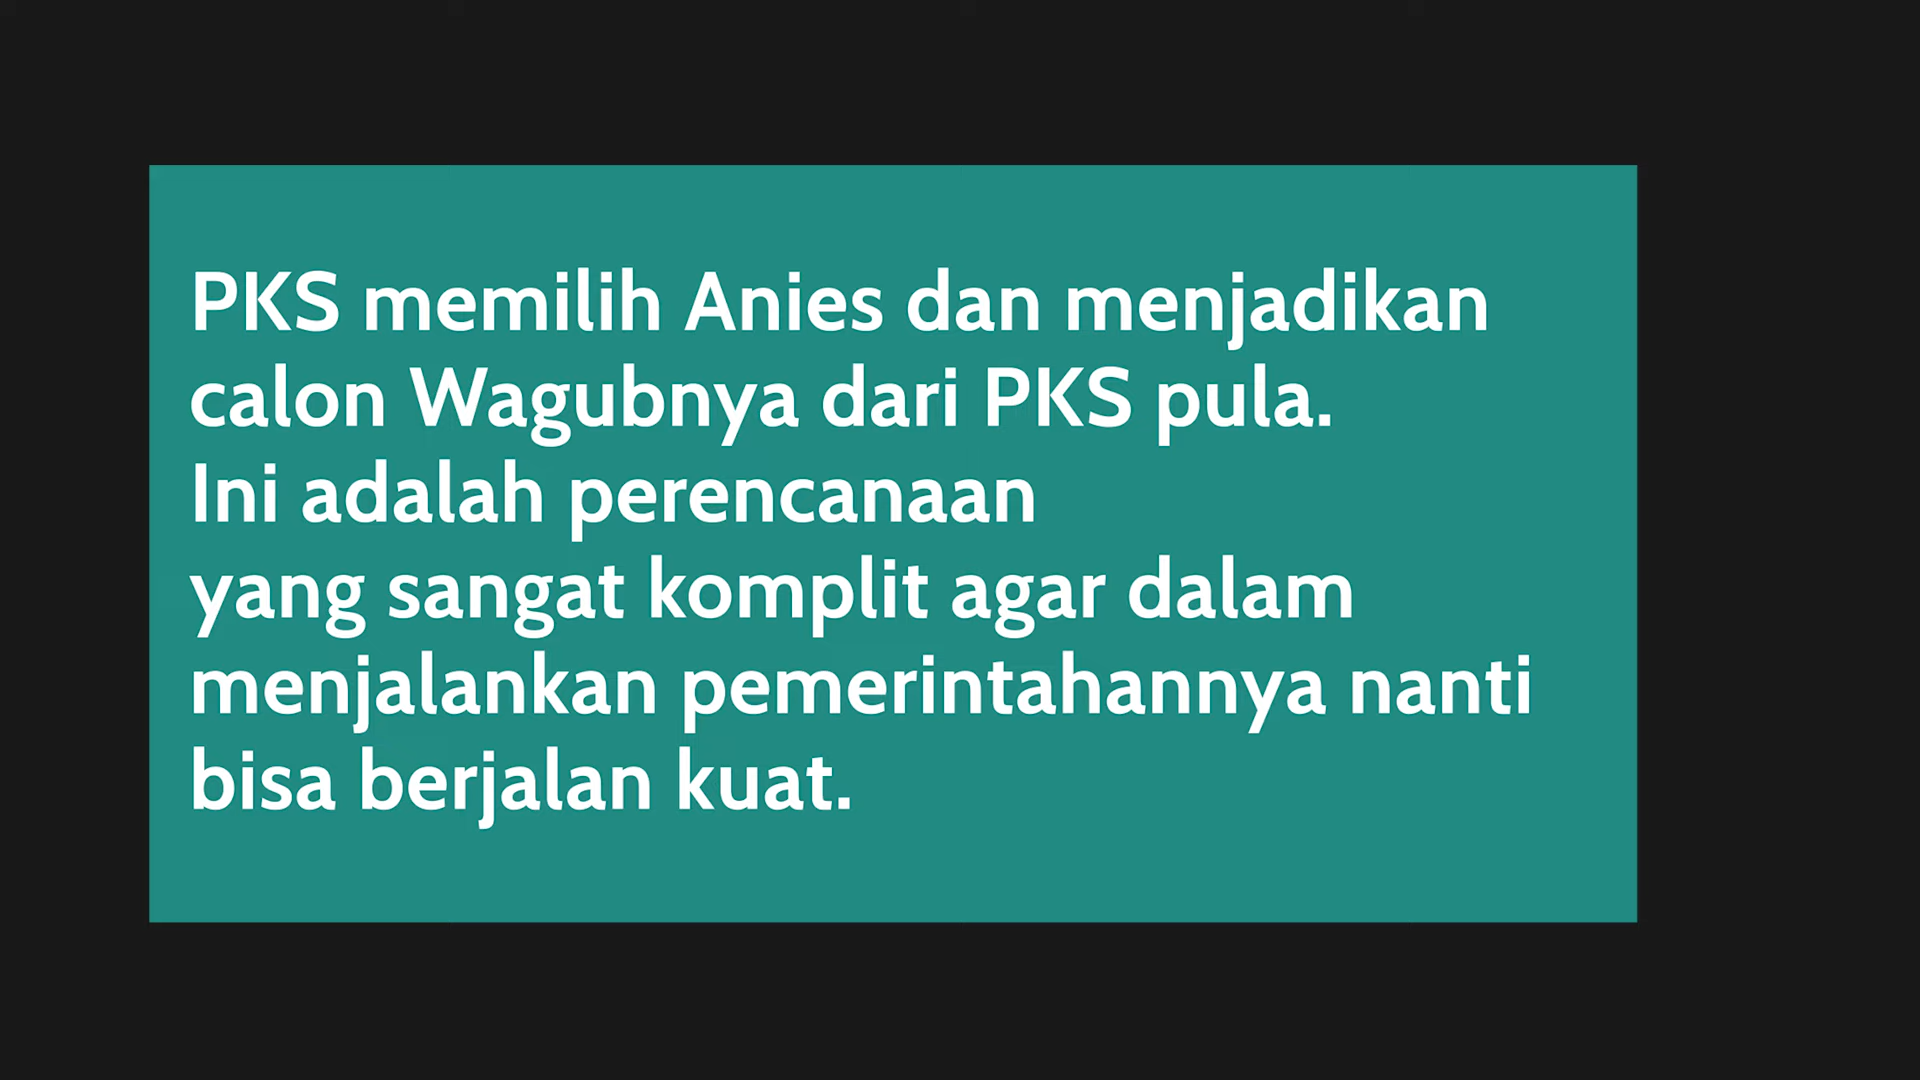 PKS memilih Anies dan menjadikan
calon Wagubnya dari PKS pula.
Ini adalah perencanaan
yang sangat komplit agar dalam
menjalankan pemerintahannya nanti
bisa berjalan kuat.